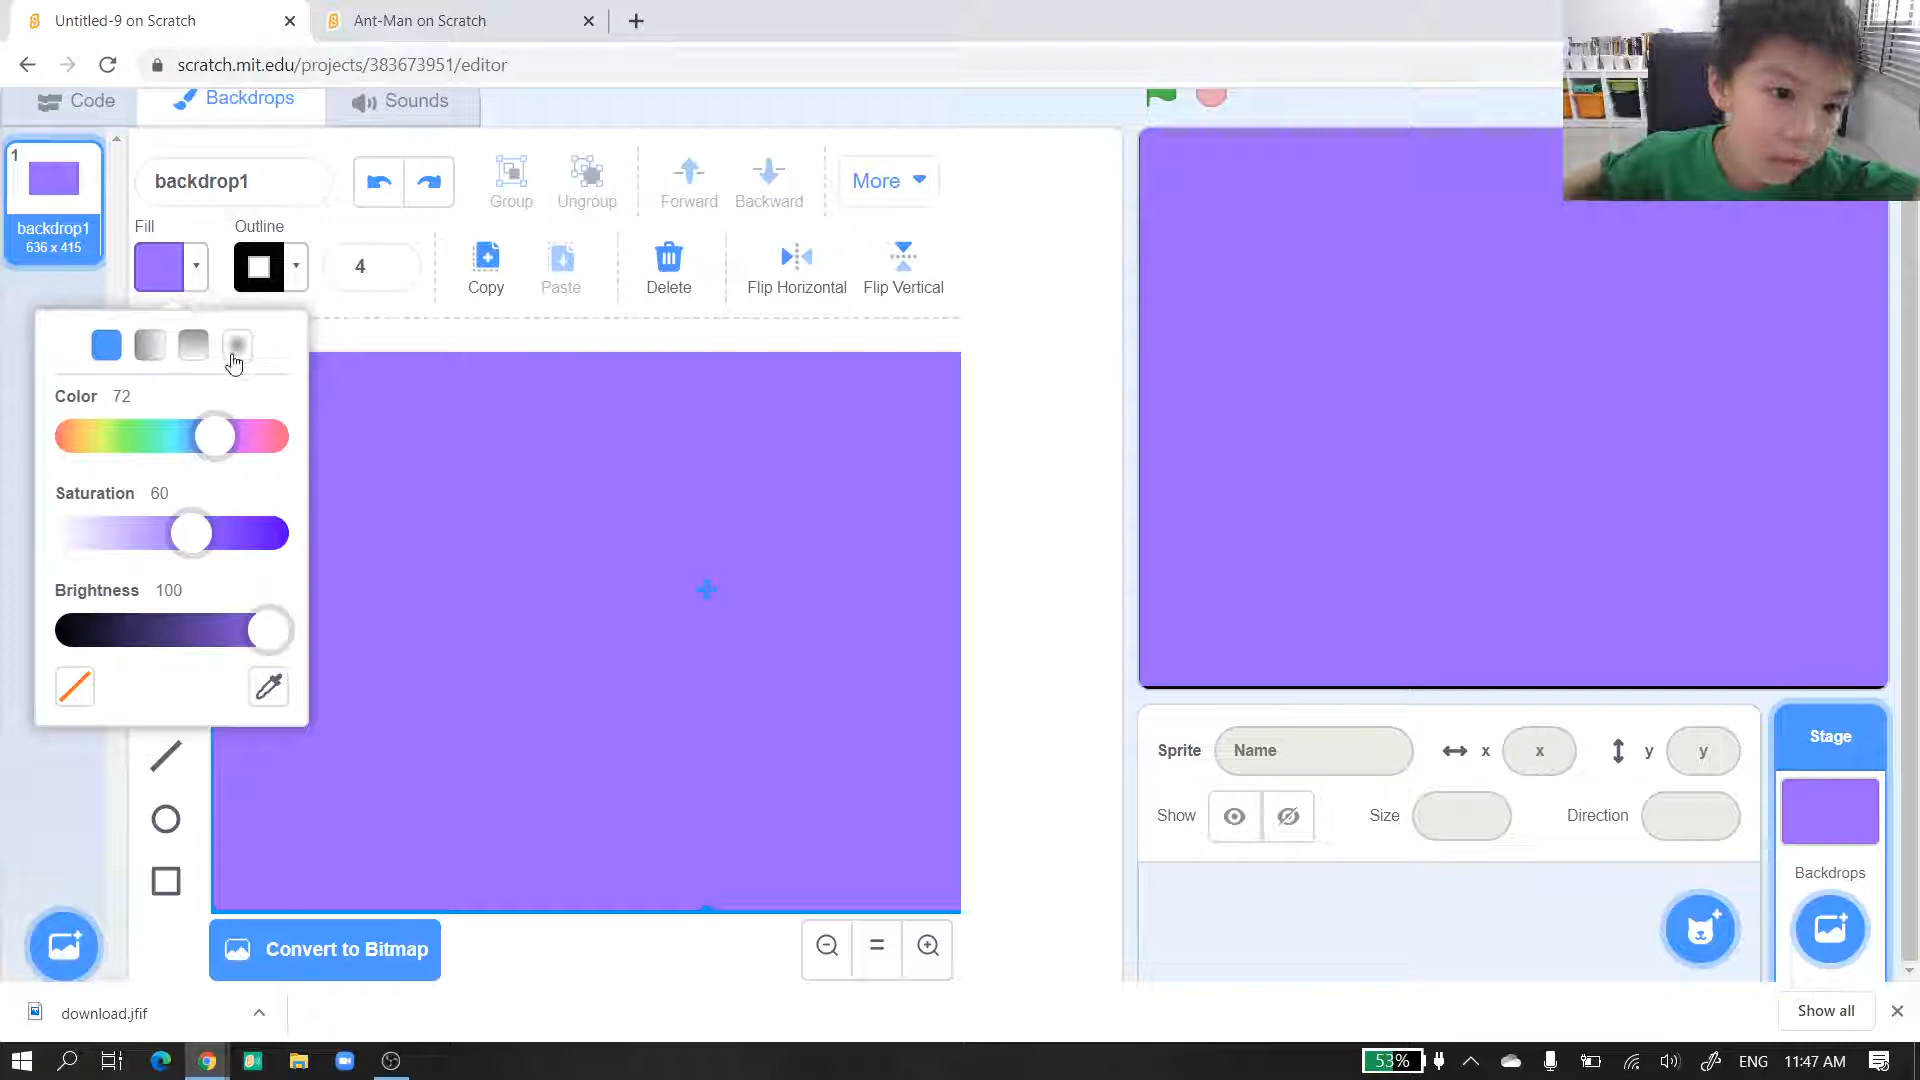 Untitled-9 on Scratch
Ant-Man on Scratch
scratch.mit.edu/projects/383673951/editor
Code
Backdrops
Sounds
1
backdrop1
636 x 415
backdrop1
Group
Ungroup
Forward
Backward
More
Fill
Outline
4
Copy
Paste
Delete
Flip Horizontal
Flip Vertical
Color 72
Saturation 60
Brightness 100
Convert to Bitmap
Sprite
Name
x
x
y
y
Show
Size
Direction
Stage
Backdrops
download.jfif
Show all
53%
ENG
11:47 AM